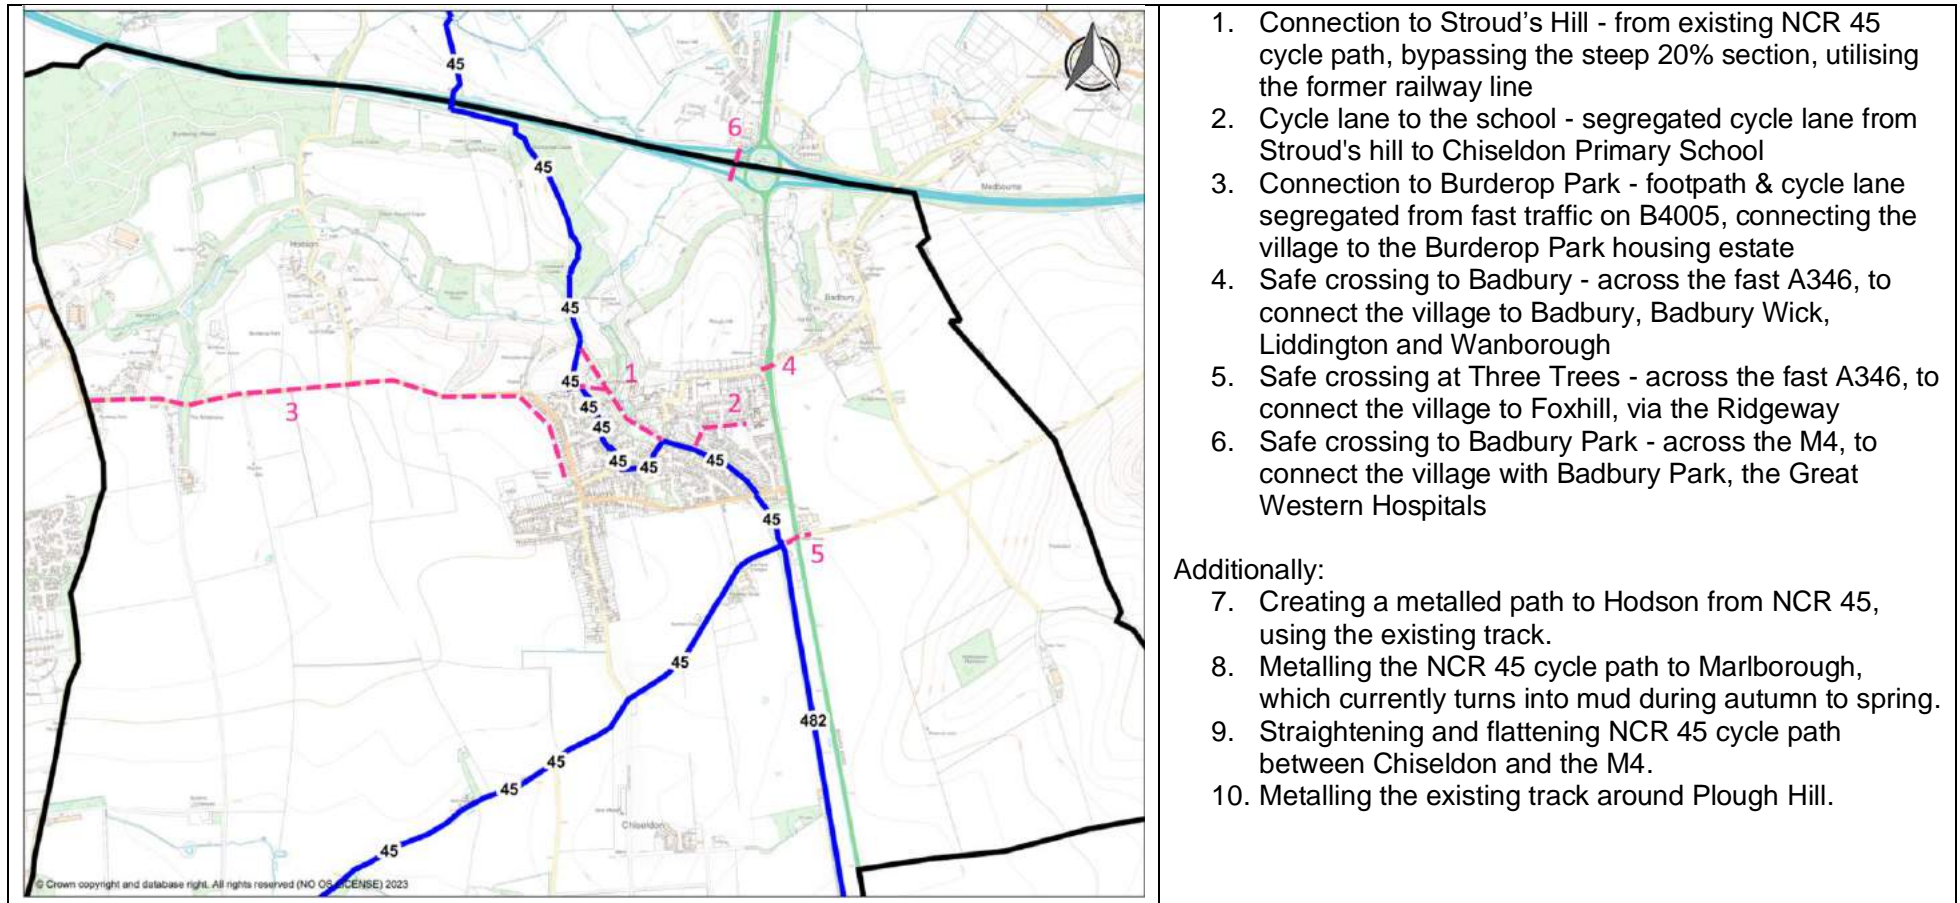 45
6
45
Medbourne
Hodson
Badbury
45
4
45
1
45
2
3
45
45
45
45
45
5
45
482
45
45
Chiseldon
45
© Crown copyright and database right. All rights reserved (NO OS LICENSE) 2023
1. Connection to Stroud’s Hill - from existing NCR 45
cycle path, bypassing the steep 20% section, utilising
the former railway line
2. Cycle lane to the school - segregated cycle lane from
Stroud's hill to Chiseldon Primary School
3. Connection to Burderop Park - footpath & cycle lane
segregated from fast traffic on B4005, connecting the
village to the Burderop Park housing estate
4. Safe crossing to Badbury - across the fast A346, to
connect the village to Badbury, Badbury Wick,
Liddington and Wanborough
5. Safe crossing at Three Trees - across the fast A346, to
connect the village to Foxhill, via the Ridgeway
6. Safe crossing to Badbury Park - across the M4, to
connect the village with Badbury Park, the Great
Western Hospitals
Additionally:
7. Creating a metalled path to Hodson from NCR 45,
using the existing track.
8. Metalling the NCR 45 cycle path to Marlborough,
which currently turns into mud during autumn to spring.
9. Straightening and flattening NCR 45 cycle path
between Chiseldon and the M4.
10. Metalling the existing track around Plough Hill.